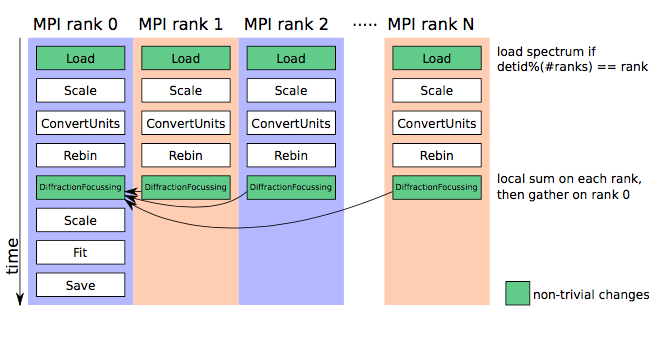 MPI rank 0 MPI rank 1 MPI rank 2 ..... MPI rank N
Load Load Load Load
load spectrum if
detid%(#ranks) == rank
Scale Scale Scale Scale
ConvertUnits ConvertUnits ConvertUnits ConvertUnits
Rebin Rebin Rebin Rebin
DiffractionFocussing DiffractionFocussing DiffractionFocussing DiffractionFocussing
local sum on each rank,
then gather on rank 0
Scale
Fit
Save
time
non-trivial changes